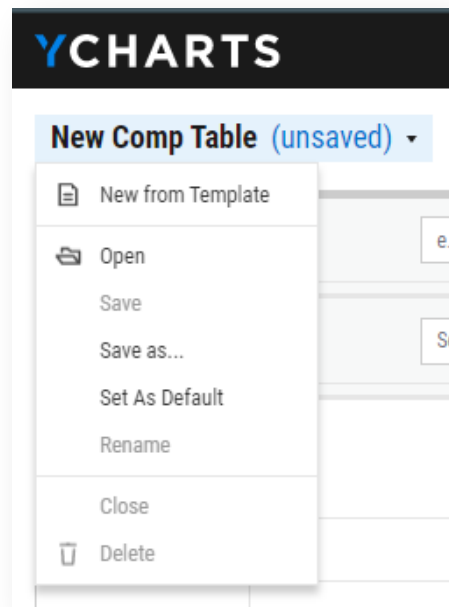 YCHARTS
New Comp Table (unsaved)
New from Template
e.
Open
Save
S
Save as...
Set As Default
Rename
Close
Delete